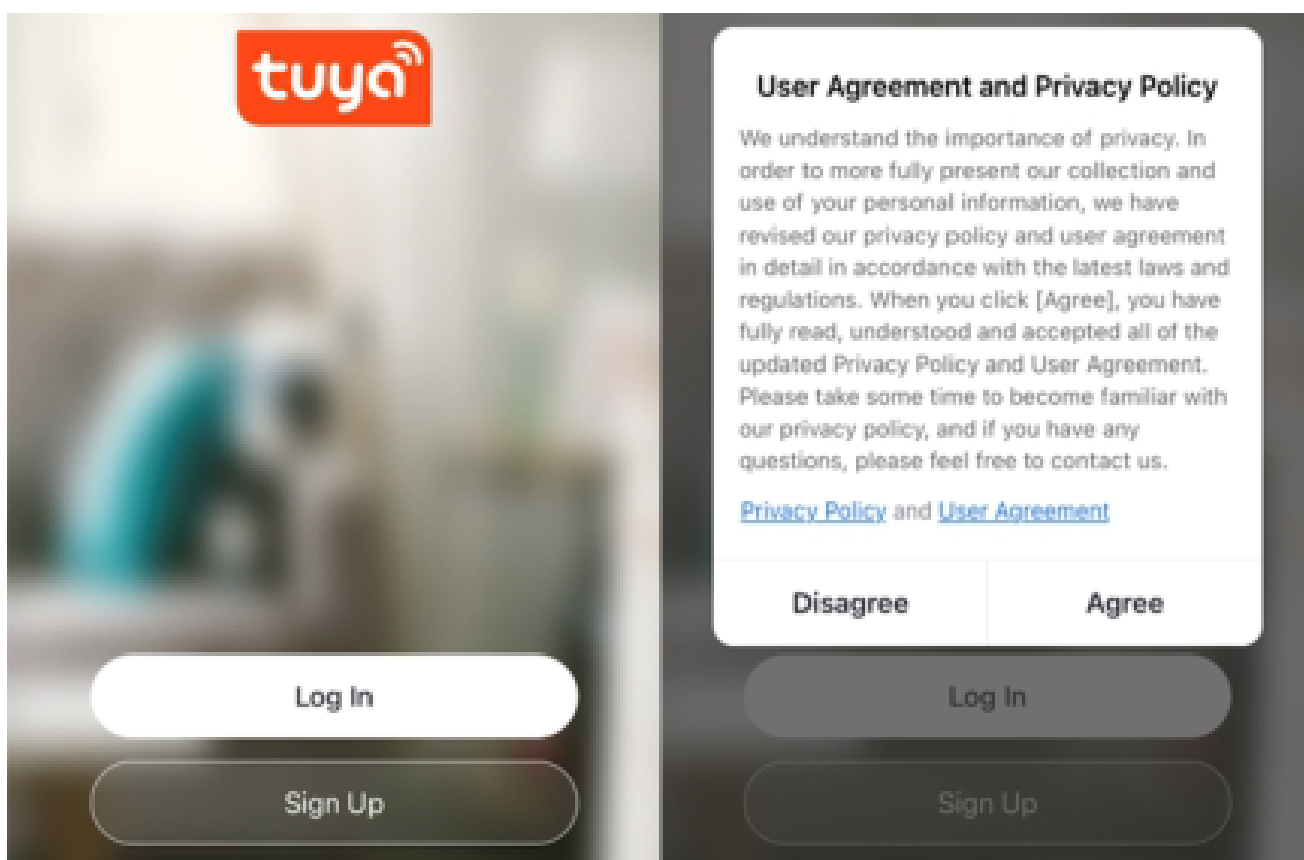 tuya
Log In
Sign Up
User Agreement and Privacy Policy
We understand the importance of privacy. In
order to more fully present our collection and
use of your personal information, we have
revised our privacy policy and user agreement
in detail in accordance with the latest laws and
regulations. When you click [Agree], you have
fully read, understood and accepted all of the
updated Privacy Policy and User Agreement.
Please take some time to become familiar with
our privacy policy, and if you have any
questions, please feel free to contact us.
Privacy Policy and User Agreement
Disagree Agree
Log In
Sign Up